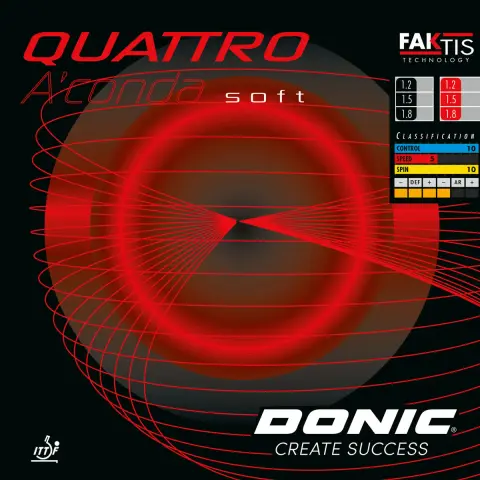 QUATTRO
A'conda soft
FAKTIS
TECHNOLOGY
1.2 1.2
1.5 1.5
1.8 1.8
CLASSIFICATION
CONTROL 10
SPEED 5
SPIN 10
– DEF + – AR +
ITTF
DONIC®
CREATE SUCCESS